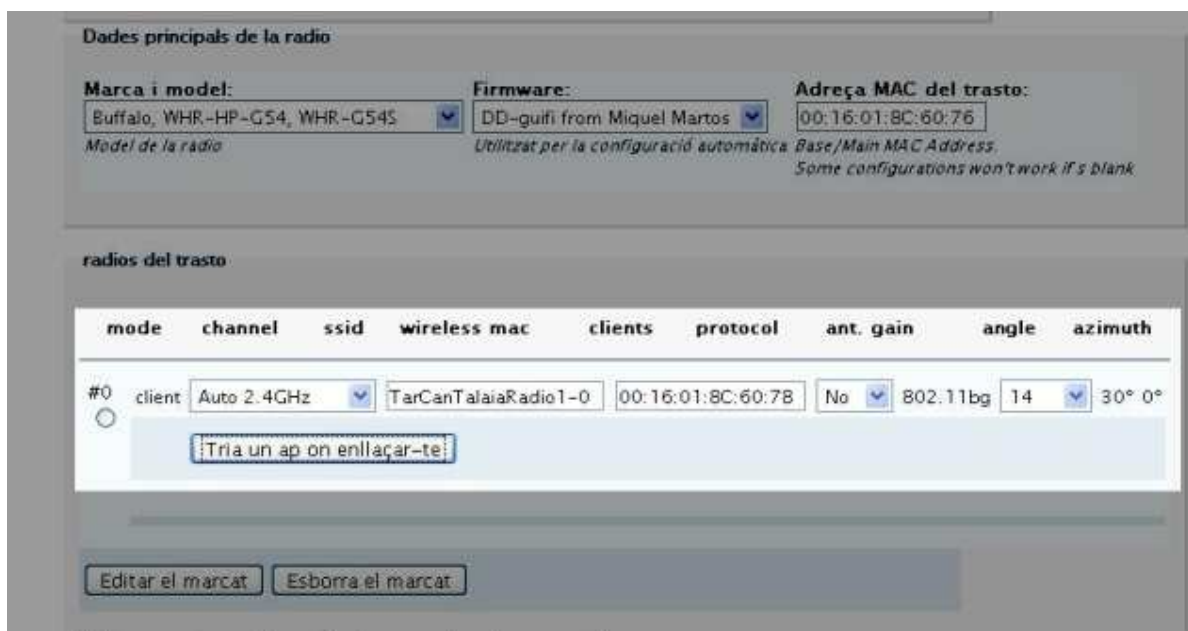 Dades principals de la radio
Marca i model: Firmware: Adreça MAC del trasto:
Buffalo, WHR-HP-G54, WHR-G54S DD-guifi from Miquel Martos 00:16:01:8C:60:76
Model de la radio Utilitzat per la configuració automática Base/Main MAC Address.
Some configurations won't work if s blank
radios del trasto
mode channel ssid wireless mac clients protocol ant. gain angle azimuth
#0 client Auto 2.4GHz TarCanTalaiaRadio1-0 00:16:01:8C:60:78 No 802.11bg 14 30° 0°
Tria un ap on enllaçar-te
Editar el marcat Esborra el marcat